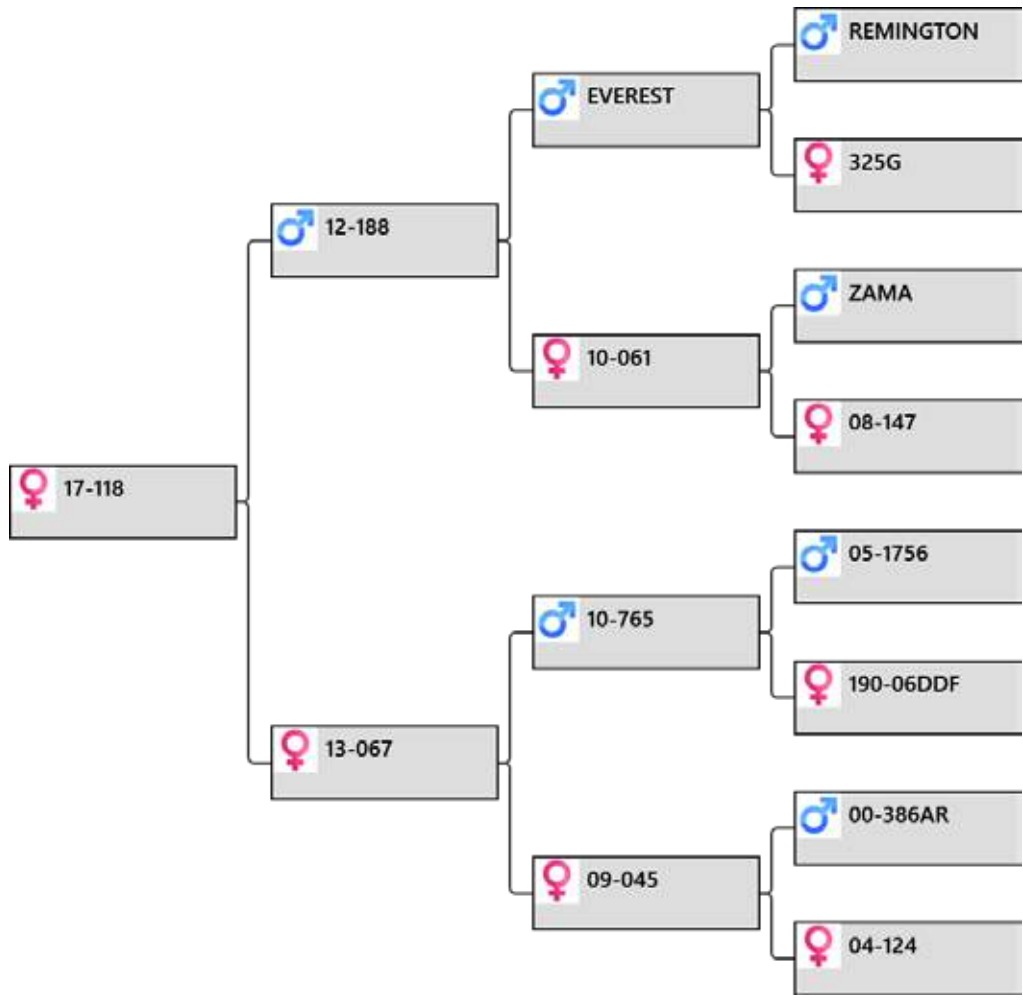 REMINGTON
EVEREST
325G
12-188
ZAMA
10-061
08-147
17-118
05-1756
10-765
190-06DDF
13-067
00-386AR
09-045
04-124